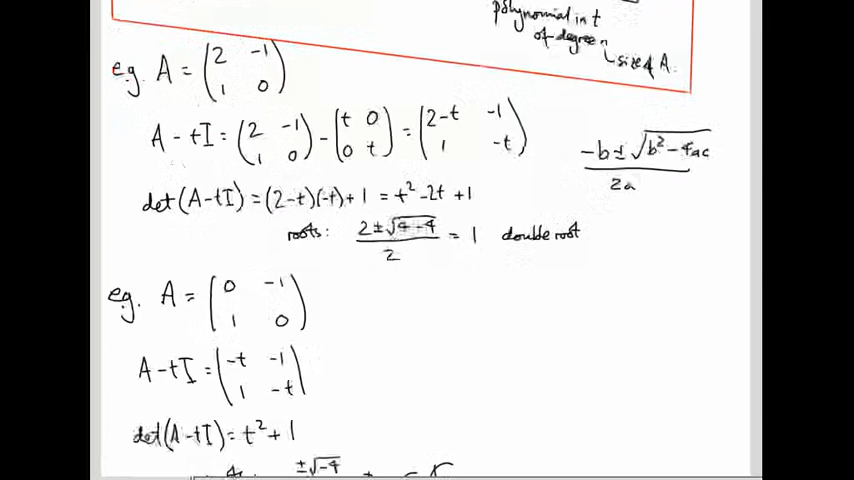 polynomial in t
of degree n
size of A.
e.g. A = (2 -1
1 0)
A - tI = (2 -1
1 0) - (t 0
0 t) = (2-t -1
1 -t)
-b ± √b² - 4ac
2a
det(A-tI) = (2-t)(-t)+1 = t² - 2t + 1
roots: 2 ± √4-4
2 = 1 double root
e.g. A = (0 -1
1 0)
A - tI = (-t -1
1 -t)
det(A-tI) = t² + 1
±√-4